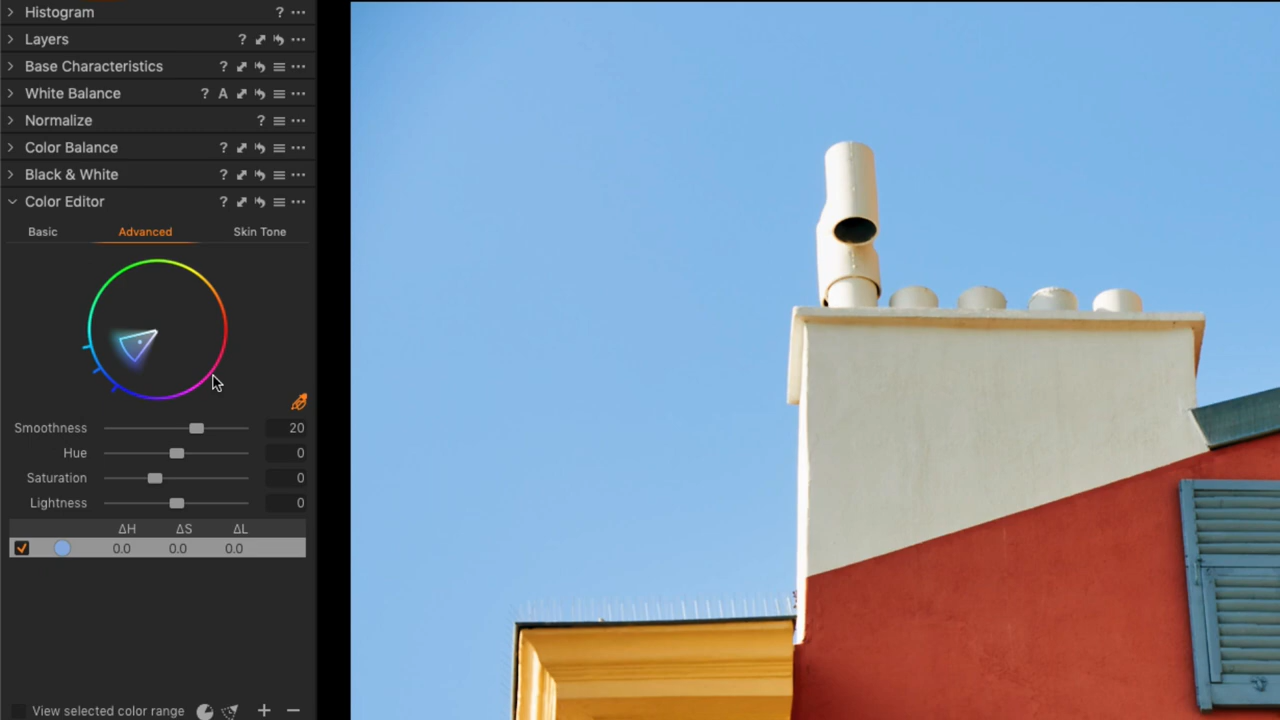 Histogram ? ...
Layers ? ...
Base Characteristics ? ...
White Balance ? A ...
Normalize ? ...
Color Balance ? ...
Black & White ? ...
Color Editor ? ...
Basic Advanced Skin Tone
Smoothness 20
Hue 0
Saturation 0
Lightness 0
ΔH ΔS ΔL
0.0 0.0 0.0
View selected color range